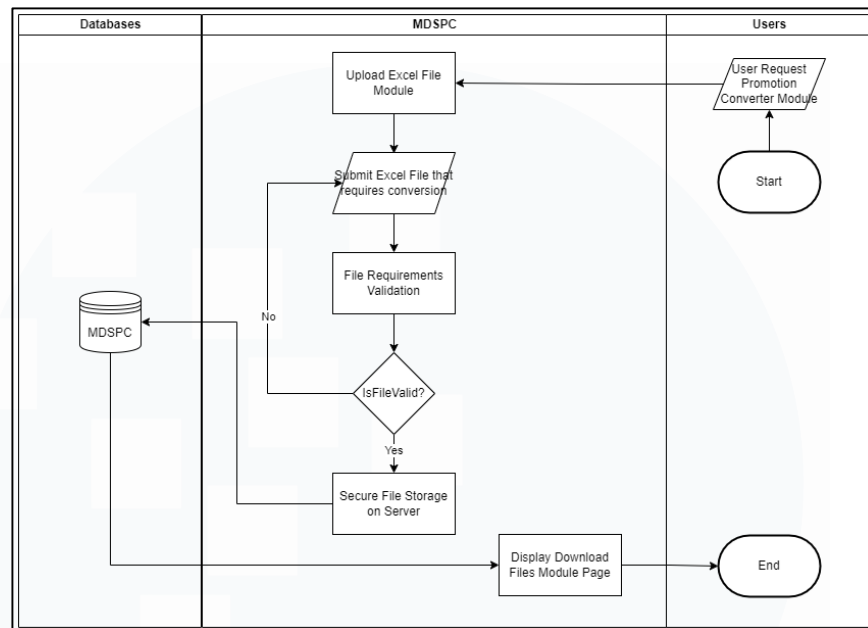 Databases
MDSPC
Users
Upload Excel File
Module
User Request
Promotion
Converter Module
Submit Excel File that
requires conversion
Start
File Requirements
Validation
No
MDSPC
IsFileValid?
Yes
Secure File Storage
on Server
Display Download
Files Module Page
End